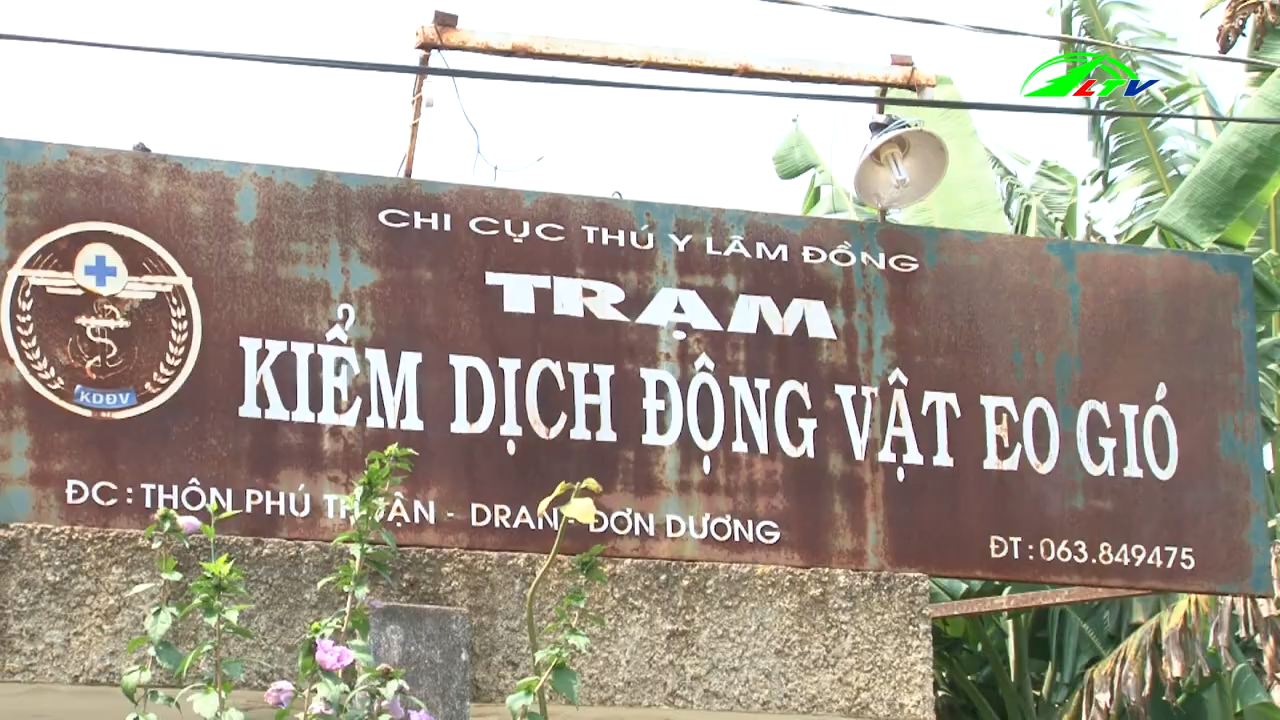 LTV
CHI CỤC THÚ Y LÂM ĐỒNG
TRẠM
KIỂM DỊCH ĐỘNG VẬT EO GIÓ
KDĐV
ĐC : THÔN PHÚ THUẬN - DRAN - ĐƠN DƯƠNG
ĐT : 063.849475